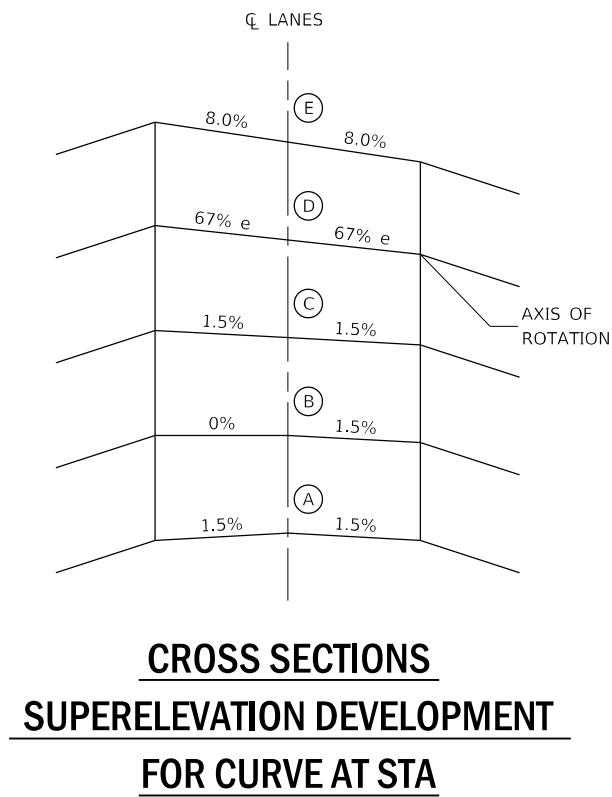 ℄ LANES
E
8.0%
8.0%
D
67% e
67% e
C
AXIS OF
ROTATION
1.5%
1.5%
B
0%
1.5%
A
1.5%
1.5%
CROSS SECTIONS
SUPERELEVATION DEVELOPMENT
FOR CURVE AT STA